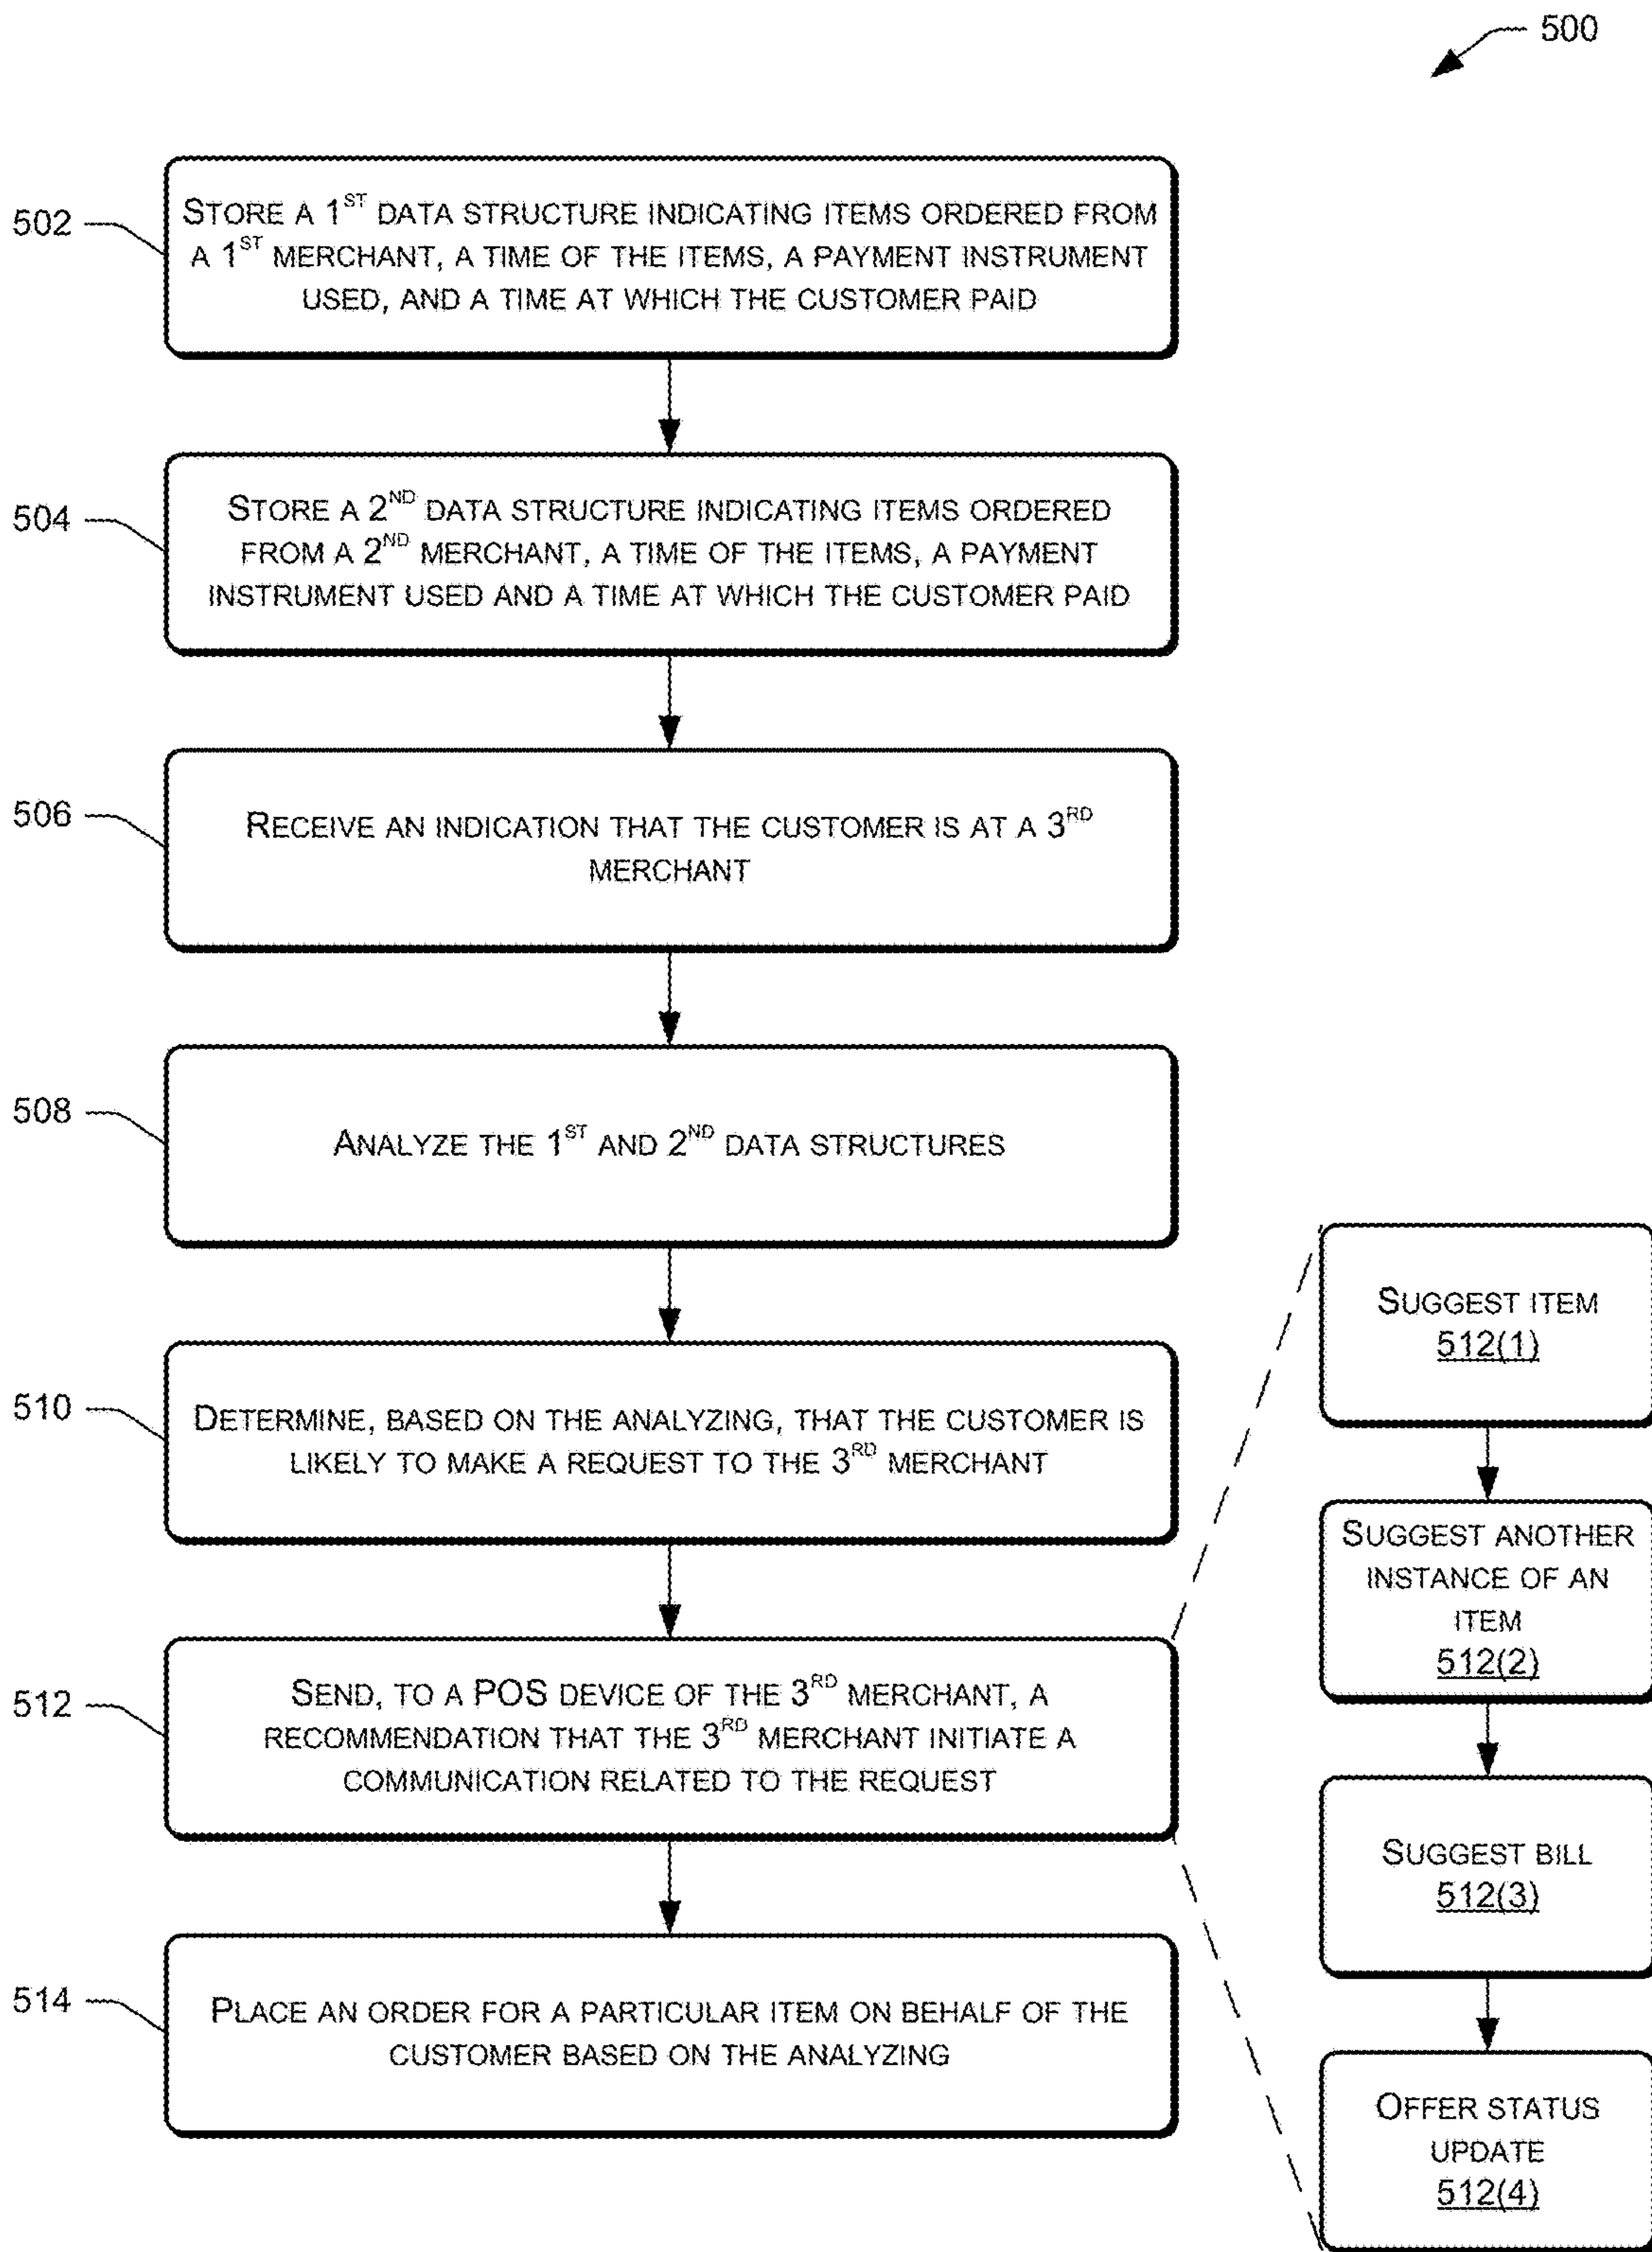 500
502
STORE A 1ST DATA STRUCTURE INDICATING ITEMS ORDERED FROM
A 1ST MERCHANT, A TIME OF THE ITEMS, A PAYMENT INSTRUMENT
USED, AND A TIME AT WHICH THE CUSTOMER PAID
504
STORE A 2ND DATA STRUCTURE INDICATING ITEMS ORDERED
FROM A 2ND MERCHANT, A TIME OF THE ITEMS, A PAYMENT
INSTRUMENT USED AND A TIME AT WHICH THE CUSTOMER PAID
506
RECEIVE AN INDICATION THAT THE CUSTOMER IS AT A 3RD
MERCHANT
508
ANALYZE THE 1ST AND 2ND DATA STRUCTURES
510
DETERMINE, BASED ON THE ANALYZING, THAT THE CUSTOMER IS
LIKELY TO MAKE A REQUEST TO THE 3RD MERCHANT
512
SEND, TO A POS DEVICE OF THE 3RD MERCHANT, A
RECOMMENDATION THAT THE 3RD MERCHANT INITIATE A
COMMUNICATION RELATED TO THE REQUEST
514
PLACE AN ORDER FOR A PARTICULAR ITEM ON BEHALF OF THE
CUSTOMER BASED ON THE ANALYZING
SUGGEST ITEM
512(1)
SUGGEST ANOTHER
INSTANCE OF AN
ITEM
512(2)
SUGGEST BILL
512(3)
OFFER STATUS
UPDATE
512(4)